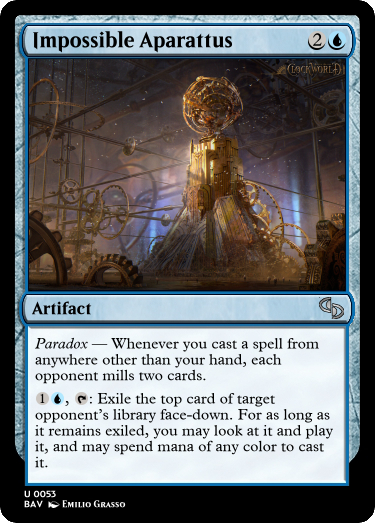 Impossible Aparattus 2
CLOCKWORLD
Artifact
Paradox — Whenever you cast a spell from
anywhere other than your hand, each
opponent mills two cards.
1, : Exile the top card of target
opponent's library face-down. For as long as
it remains exiled, you may look at it and play
it, and may spend mana of any color to cast
it.
U 0053
BAV Emilio Grasso